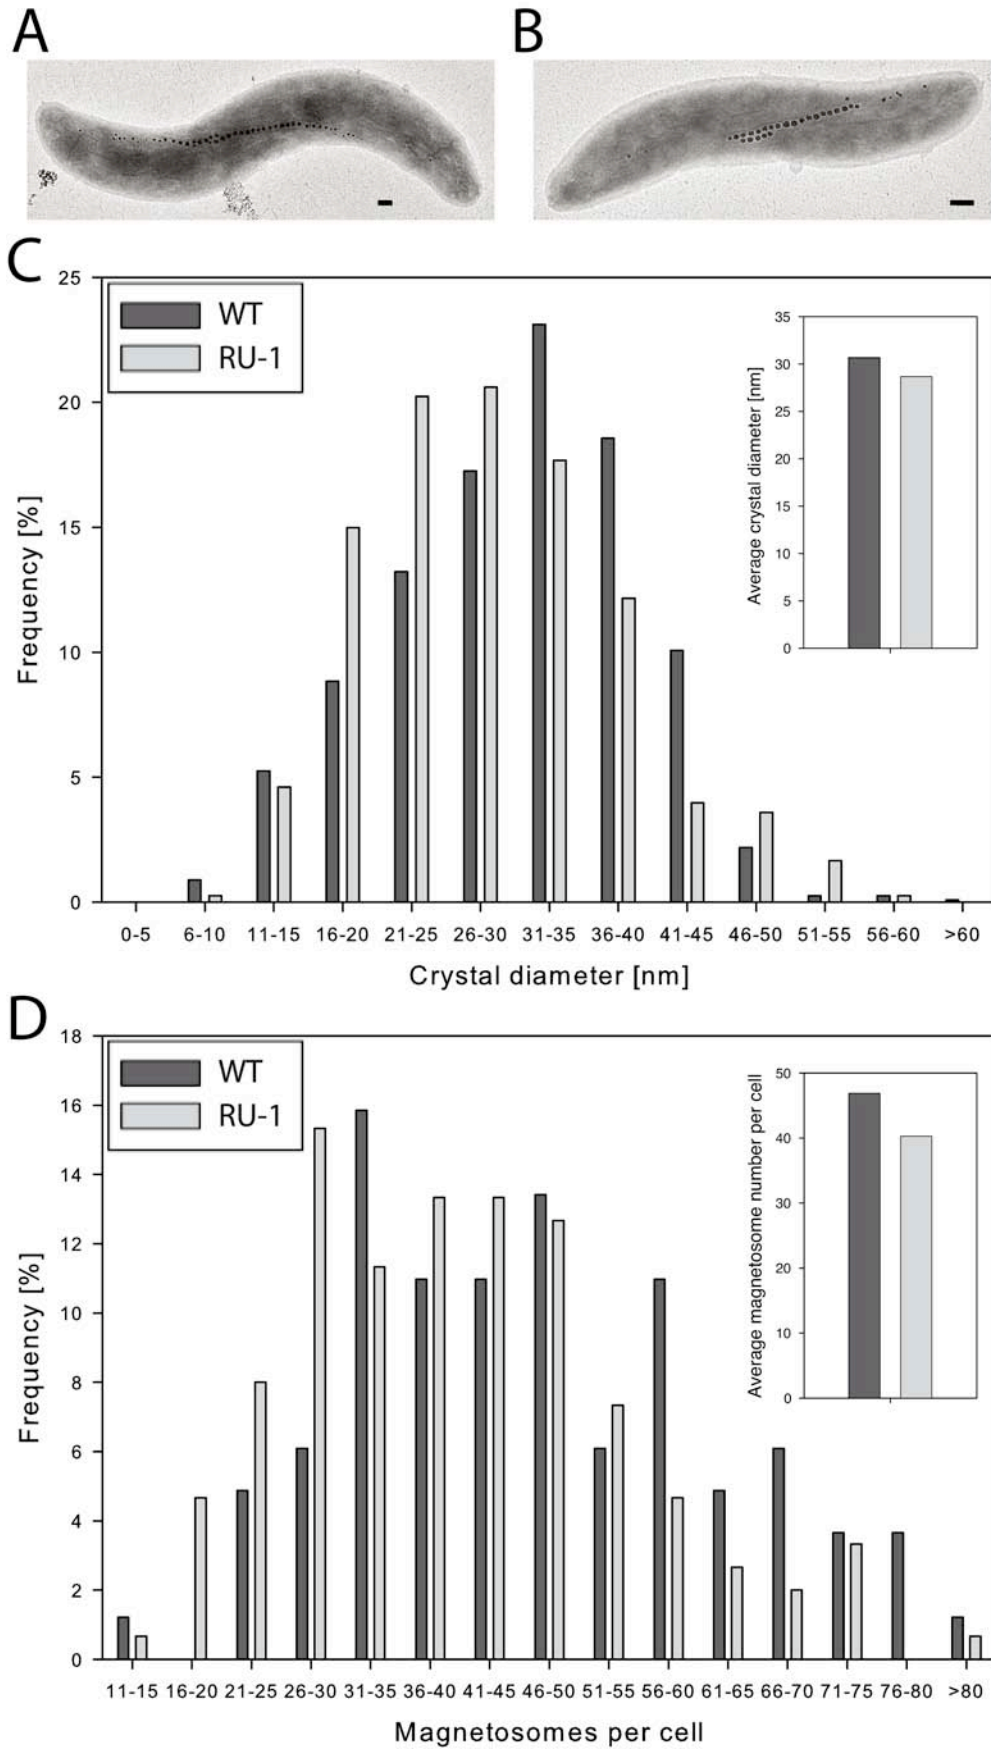 A
B
C
WT
RU-1
Frequency [%]
25
20
15
10
5
0
0-5 6-10 11-15 16-20 21-25 26-30 31-35 36-40 41-45 46-50 51-55 56-60 >60
Crystal diameter [nm]
Average crystal diameter [nm]
35
30
25
20
15
10
5
0
D
WT
RU-1
Frequency [%]
18
16
14
12
10
8
6
4
2
0
11-15 16-20 21-25 26-30 31-35 36-40 41-45 46-50 51-55 56-60 61-65 66-70 71-75 76-80 >80
Magnetosomes per cell
Average magnetosome number per cell
50
40
30
20
10
0